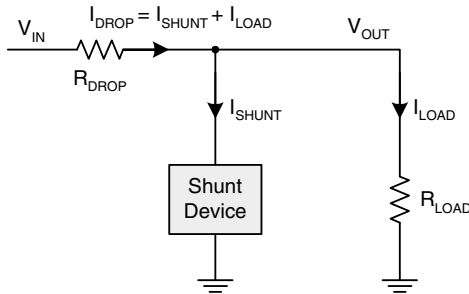 I_DROP = I_SHUNT + I_LOAD
V_IN
V_OUT
R_DROP
I_SHUNT
I_LOAD
Shunt
Device
R_LOAD